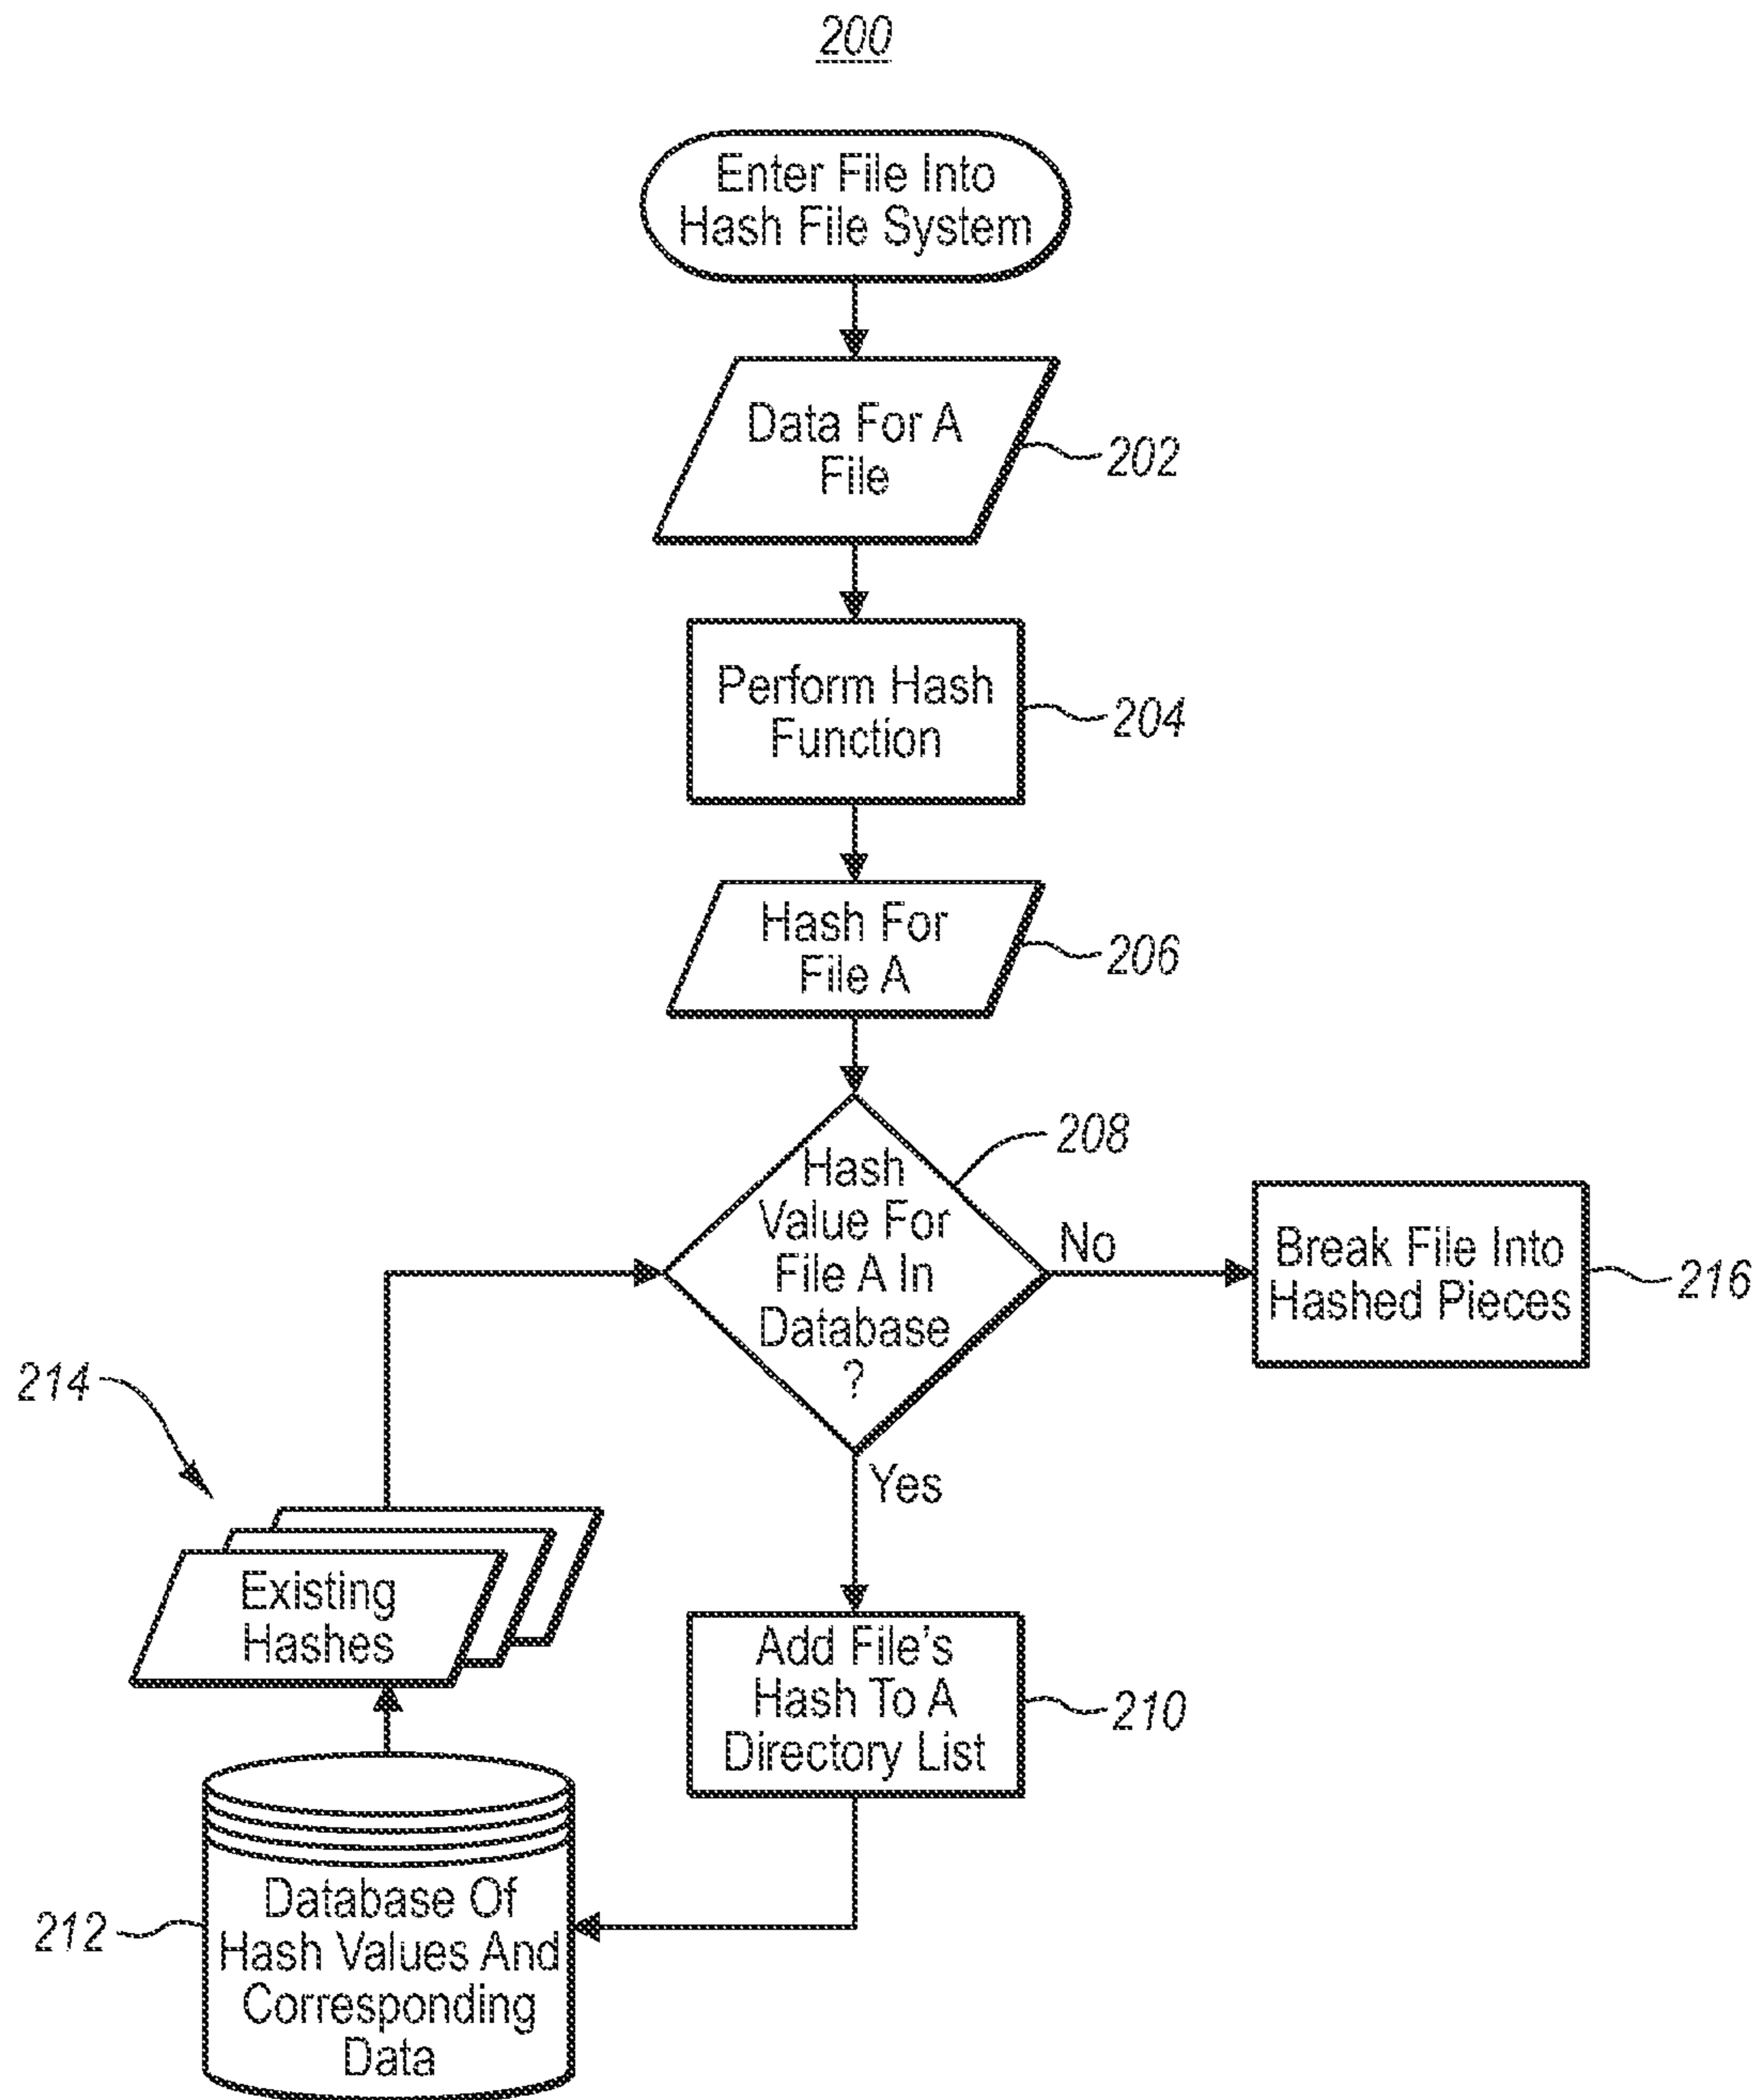 200
Enter File Into
Hash File System
Data For A
File
202
Perform Hash
Function
204
Hash For
File A
206
208
Hash
Value For
File A In
Database
?
No
Break File Into
Hashed Pieces
216
214
Yes
Existing
Hashes
Add File's
Hash To A
Directory List
210
212
Database Of
Hash Values And
Corresponding
Data